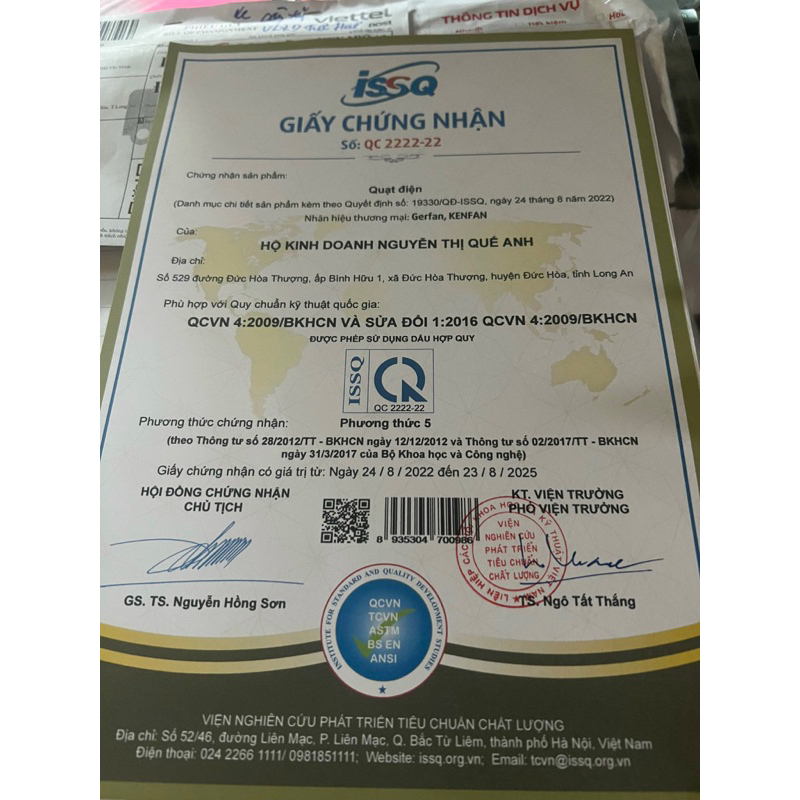 viettel
THÔNG TIN DỊCH VỤ
ISSQ
GIẤY CHỨNG NHẬN
Số: QC 2222-22
Chứng nhận sản phẩm:
Quạt điện
(Danh mục chi tiết sản phẩm kèm theo Quyết định số: 19330/QĐ-ISSQ, ngày 24 tháng 8 năm 2022)
Nhãn hiệu thương mại: Gerfan, KENFAN
Của:
HỘ KINH DOANH NGUYỄN THỊ QUẾ ANH
Địa chỉ:
Số 529 đường Đức Hòa Thượng, ấp Bình Hữu 1, xã Đức Hòa Thượng, huyện Đức Hòa, tỉnh Long An
Phù hợp với Quy chuẩn kỹ thuật quốc gia:
QCVN 4:2009/BKHCN VÀ SỬA ĐỔI 1:2016 QCVN 4:2009/BKHCN
ĐƯỢC PHÉP SỬ DỤNG DẤU HỢP QUY
ISSQ
QC 2222-22
Phương thức chứng nhận:
Phương thức 5
(theo Thông tư số 28/2012/TT - BKHCN ngày 12/12/2012 và Thông tư số 02/2017/TT - BKHCN
ngày 31/3/2017 của Bộ Khoa học và Công nghệ)
Giấy chứng nhận có giá trị từ: Ngày 24 / 8 / 2022 đến 23 / 8 / 2025
HỘI ĐỒNG CHỨNG NHẬN
CHỦ TỊCH
KT. VIỆN TRƯỞNG
PHÓ VIỆN TRƯỞNG
8 935304 700986
VIỆN
NGHIÊN CỨU
PHÁT TRIỂN
TIÊU CHUẨN
CHẤT LƯỢNG
GS. TS. Nguyễn Hồng Sơn
TS. Ngô Tất Thắng
INSTITUTE FOR STANDARD AND QUALITY DEVELOPMENT STUDIES
QCVN
TCVN
ASTM
BS EN
ANSI
VIỆN NGHIÊN CỨU PHÁT TRIỂN TIÊU CHUẨN CHẤT LƯỢNG
Địa chỉ: Số 52/46, đường Liên Mạc, P. Liên Mạc, Q. Bắc Từ Liêm, thành phố Hà Nội, Việt Nam
Điện thoại: 024 2266 1111/ 0981851111; Website: issq.org.vn; Email: tcvn@issq.org.vn